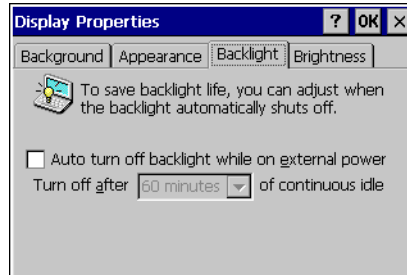 Display Properties ? OK ×
Background Appearance Backlight Brightness
To save backlight life, you can adjust when
the backlight automatically shuts off.
Auto turn off backlight while on external power
Turn off after 60 minutes of continuous idle